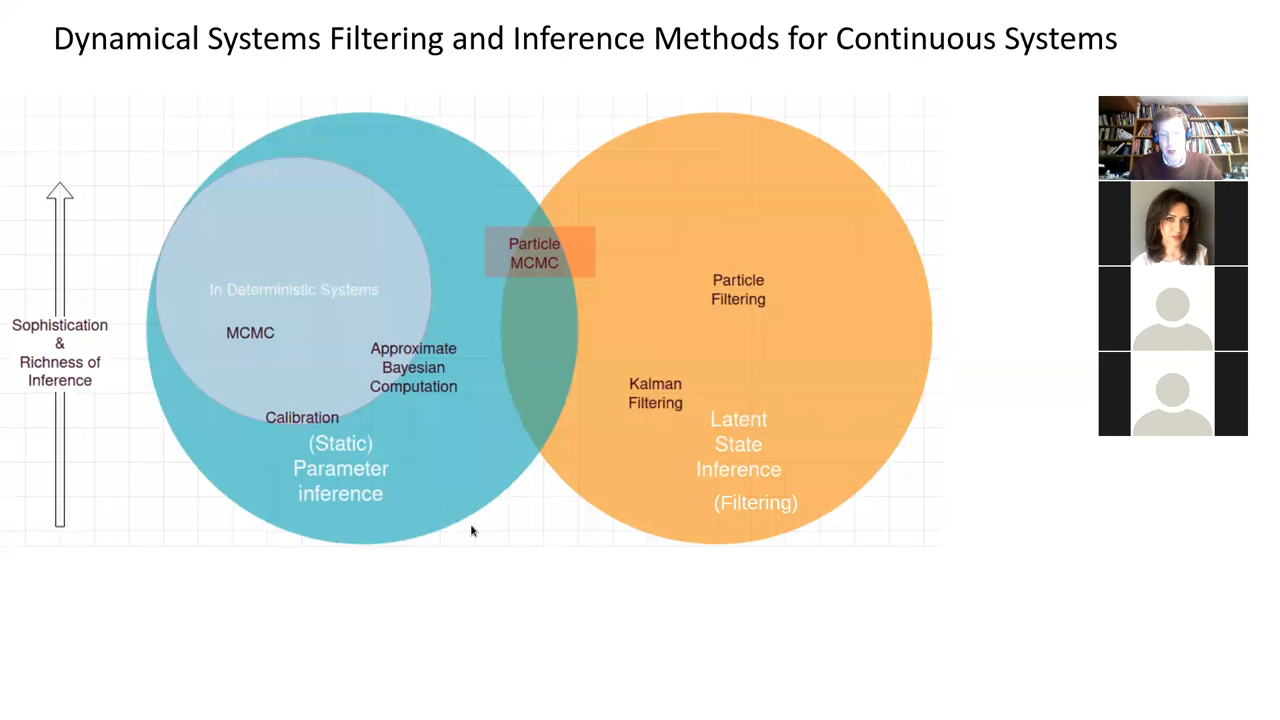 Dynamical Systems Filtering and Inference Methods for Continuous Systems
Sophistication
&
Richness of
Inference
In Deterministic Systems
MCMC
Approximate
Bayesian
Computation
Calibration
(Static)
Parameter
inference
Particle
MCMC
Particle
Filtering
Kalman
Filtering
Latent
State
Inference
(Filtering)